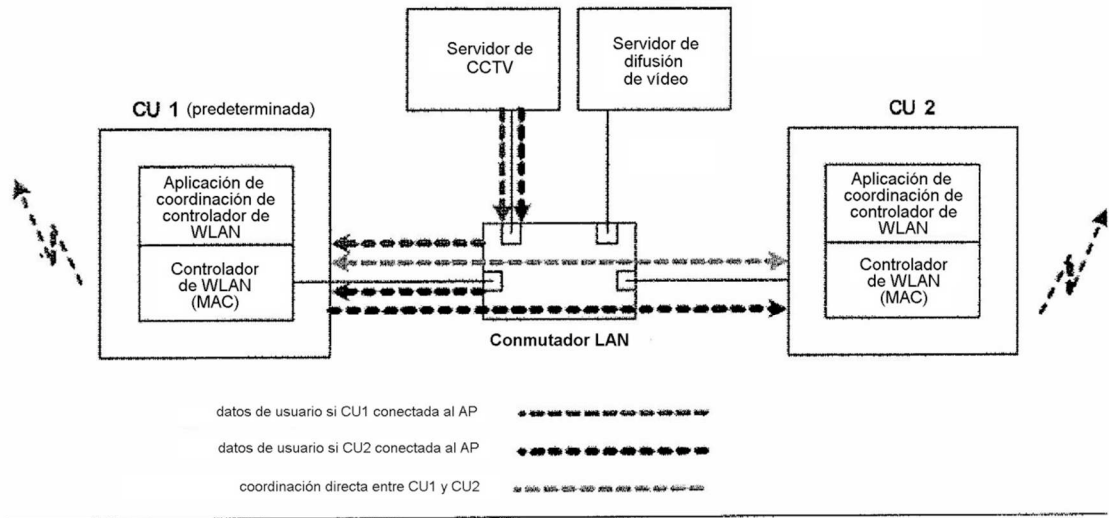 Servidor de
CCTV
Servidor de
difusión
de vídeo
CU 1 (predeterminada)
CU 2
Aplicación de
coordinación de
controlador de
WLAN
Controlador
de WLAN
(MAC)
Aplicación de
coordinación de
controlador de
WLAN
Controlador
de WLAN
(MAC)
Conmutador LAN
datos de usuario si CU1 conectada al AP
datos de usuario si CU2 conectada al AP
coordinación directa entre CU1 y CU2